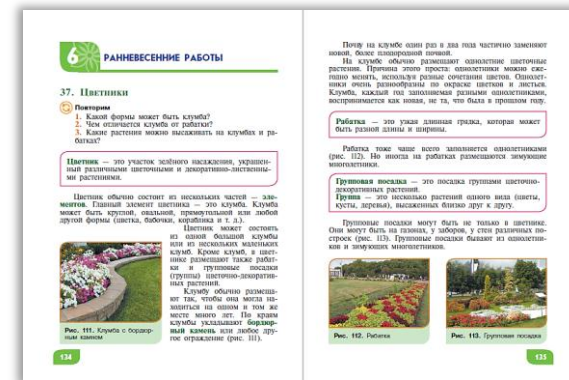 6
РАННЕВЕСЕННИЕ РАБОТЫ
37. Цветники
Повторим
1. Какой формы может быть клумба?
2. Чем отличается клумба от рабатки?
3. Какие растения можно высаживать на клумбах и ра-
батках?
Цветник — это участок зелёного насаждения, украшен-
ный различными цветочными и декоративно-лиственны-
ми растениями.
Цветник обычно состоит из нескольких частей — эле-
ментов. Главный элемент цветника — это клумба. Клумба
может быть круглой, овальной, прямоугольной или любой
другой формы (цветка, бабочки, кораблика и т. д.).
Цветник может состоять
из одной большой клумбы
или из нескольких маленьких
клумб. Кроме клумб, в цвет-
нике размещают также рабат-
ки и групповые посадки
(группы) цветочно-декоратив-
ных растений.
Клумбу обычно размеща-
ют так, чтобы она могла на-
ходиться на одном и том же
месте много лет. По краям
клумбы укладывают бордюр-
ный камень или любое дру-
гое ограждение (рис. 111).
Рис. 111. Клумба с бордюр-
ным камнем
134
Почву на клумбе один раз в два года частично заменяют
новой, более плодородной почвой.
На клумбе обычно размещают однолетние цветочные
растения. Причина этого проста: однолетники можно еже-
годно менять, используя разные сочетания цветов. Однолет-
ники очень разнообразны по окраске цветков и листьев.
Клумба, каждый год заполняемая разными однолетниками,
воспринимается как новая, не та, что была в прошлом году.
Рабатка — это узкая длинная грядка, которая может
быть разной длины и ширины.
Рабатка тоже чаще всего заполняется однолетниками
(рис. 112). Но иногда на рабатках размещаются зимующие
многолетники.
Групповая посадка — это посадка группами цветочно-
декоративных растений.
Группа — это несколько растений одного вида (цветы,
кусты, деревья), высаженных близко друг к другу.
Групповые посадки могут быть не только в цветнике.
Они могут быть на газонах, у заборов, у стен различных по-
строек (рис. 113). Групповые посадки бывают из однолетни-
ков и зимующих многолетников.
Рис. 112. Рабатка
Рис. 113. Групповая посадка
135